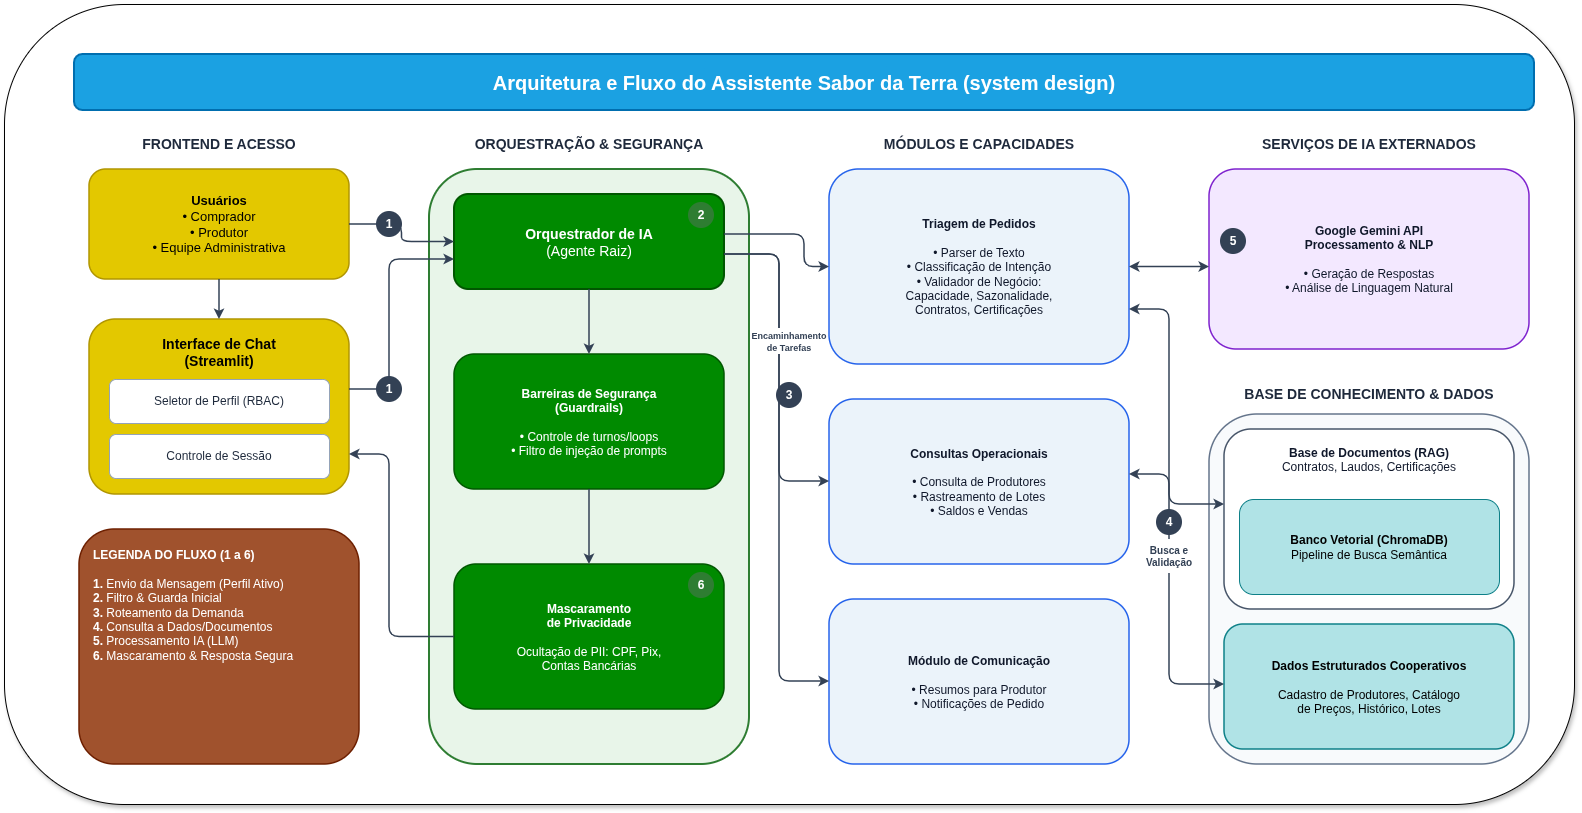 Arquitetura e Fluxo do Assistente Sabor da Terra (system design)
FRONTEND E ACESSO
Usuários
• Comprador
• Produtor
• Equipe Administrativa
1
Interface de Chat
(Streamlit)
Seletor de Perfil (RBAC)
Controle de Sessão
1
LEGENDA DO FLUXO (1 a 6)
1. Envio da Mensagem (Perfil Ativo)
2. Filtro & Guarda Inicial
3. Roteamento da Demanda
4. Consulta a Dados/Documentos
5. Processamento IA (LLM)
6. Mascaramento & Resposta Segura
ORQUESTRAÇÃO & SEGURANÇA
2
Orquestrador de IA
(Agente Raiz)
Barreiras de Segurança
(Guardrails)
• Controle de turnos/loops
• Filtro de injeção de prompts
6
Mascaramento
de Privacidade
Ocultação de PII: CPF, Pix,
Contas Bancárias
Encaminhamento
de Tarefas
3
MÓDULOS E CAPACIDADES
Triagem de Pedidos
• Parser de Texto
• Classificação de Intenção
• Validador de Negócio:
Capacidade, Sazonalidade,
Contratos, Certificações
Consultas Operacionais
• Consulta de Produtores
• Rastreamento de Lotes
• Saldos e Vendas
Módulo de Comunicação
• Resumos para Produtor
• Notificações de Pedido
4
Busca e
Validação
SERVIÇOS DE IA EXTERNADOS
5
Google Gemini API
Processamento & NLP
• Geração de Respostas
• Análise de Linguagem Natural
BASE DE CONHECIMENTO & DADOS
Base de Documentos (RAG)
Contratos, Laudos, Certificações
Banco Vetorial (ChromaDB)
Pipeline de Busca Semântica
Dados Estruturados Cooperativos
Cadastro de Produtores, Catálogo
de Preços, Histórico, Lotes